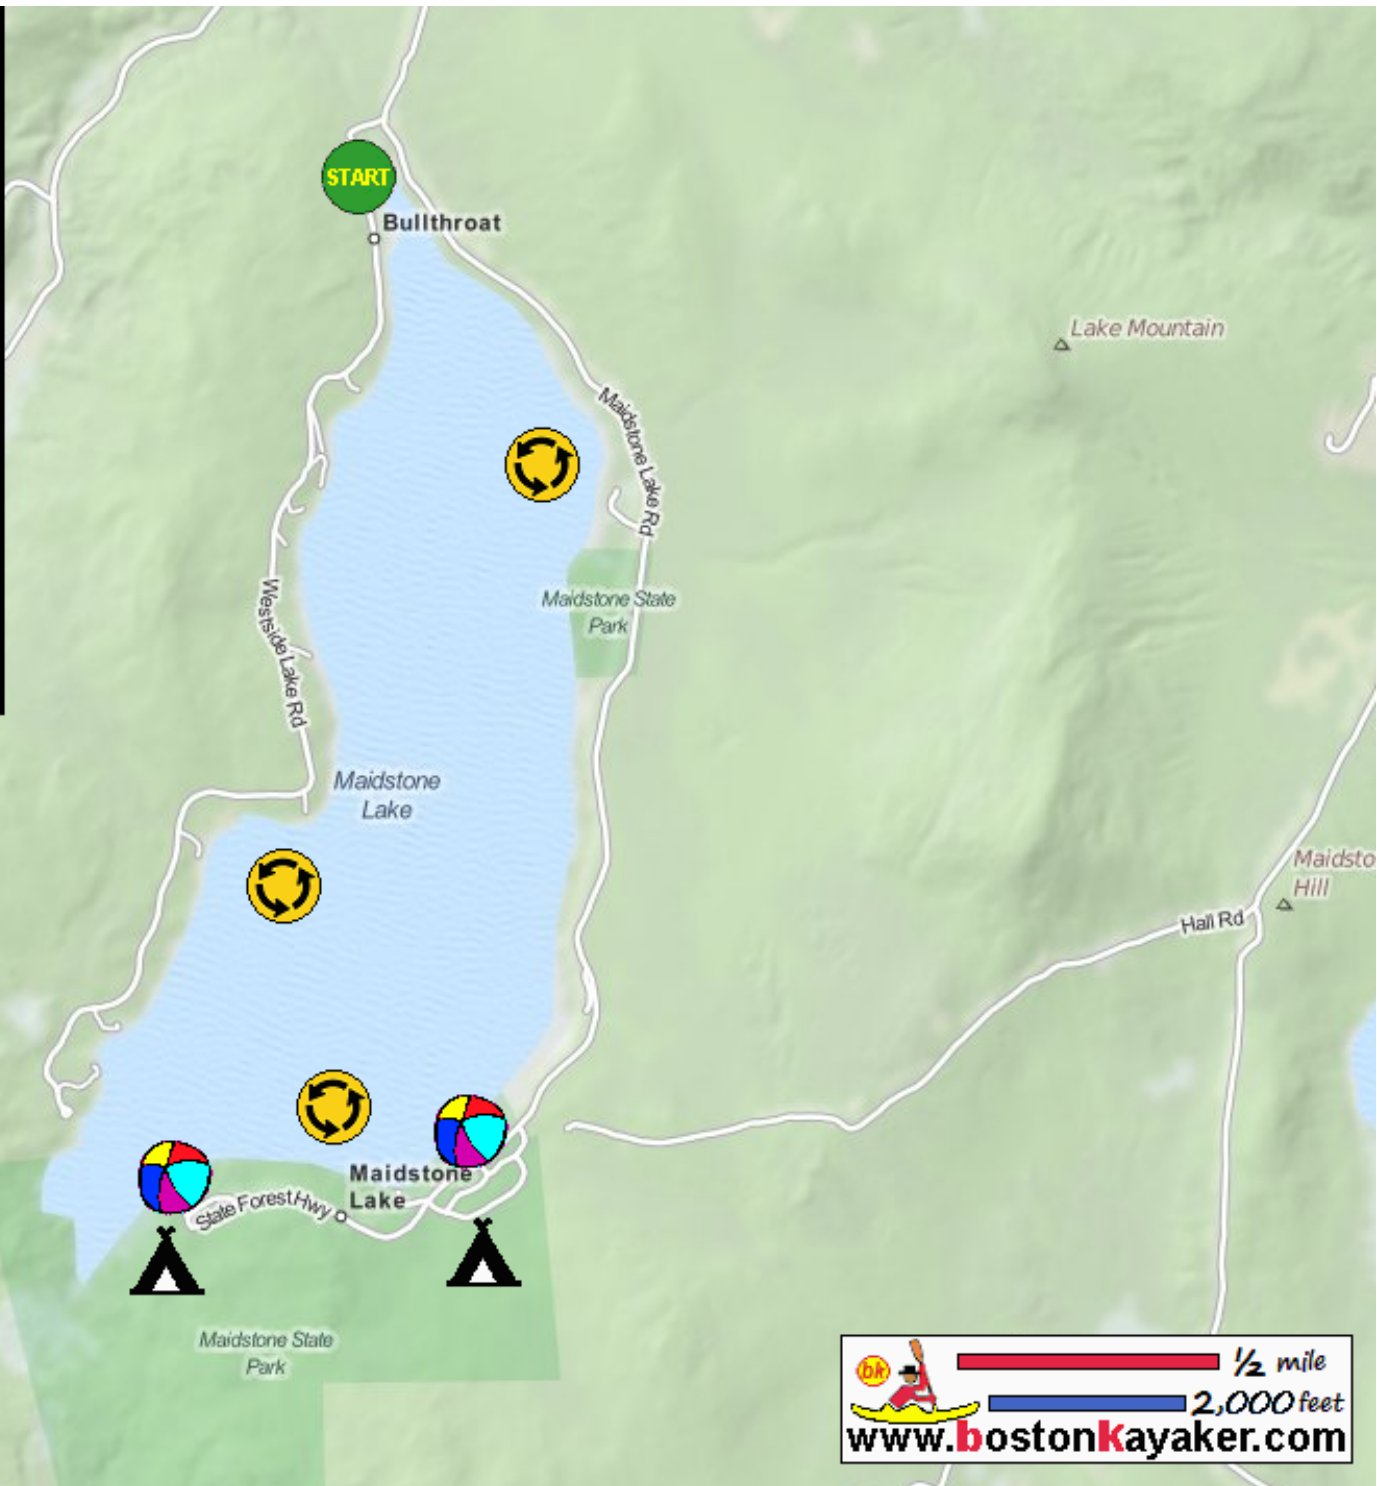 START
Bullthroat
Lake Mountain
Maidstone Lake Rd
Westside Lake Rd
Maidstone State
Park
Maidstone
Lake
Maidsto
Hill
Hall Rd
Maidstone
Lake
State Forest Hwy
Maidstone State
Park
bk
1/2 mile
2,000 feet
www.bostonkayaker.com